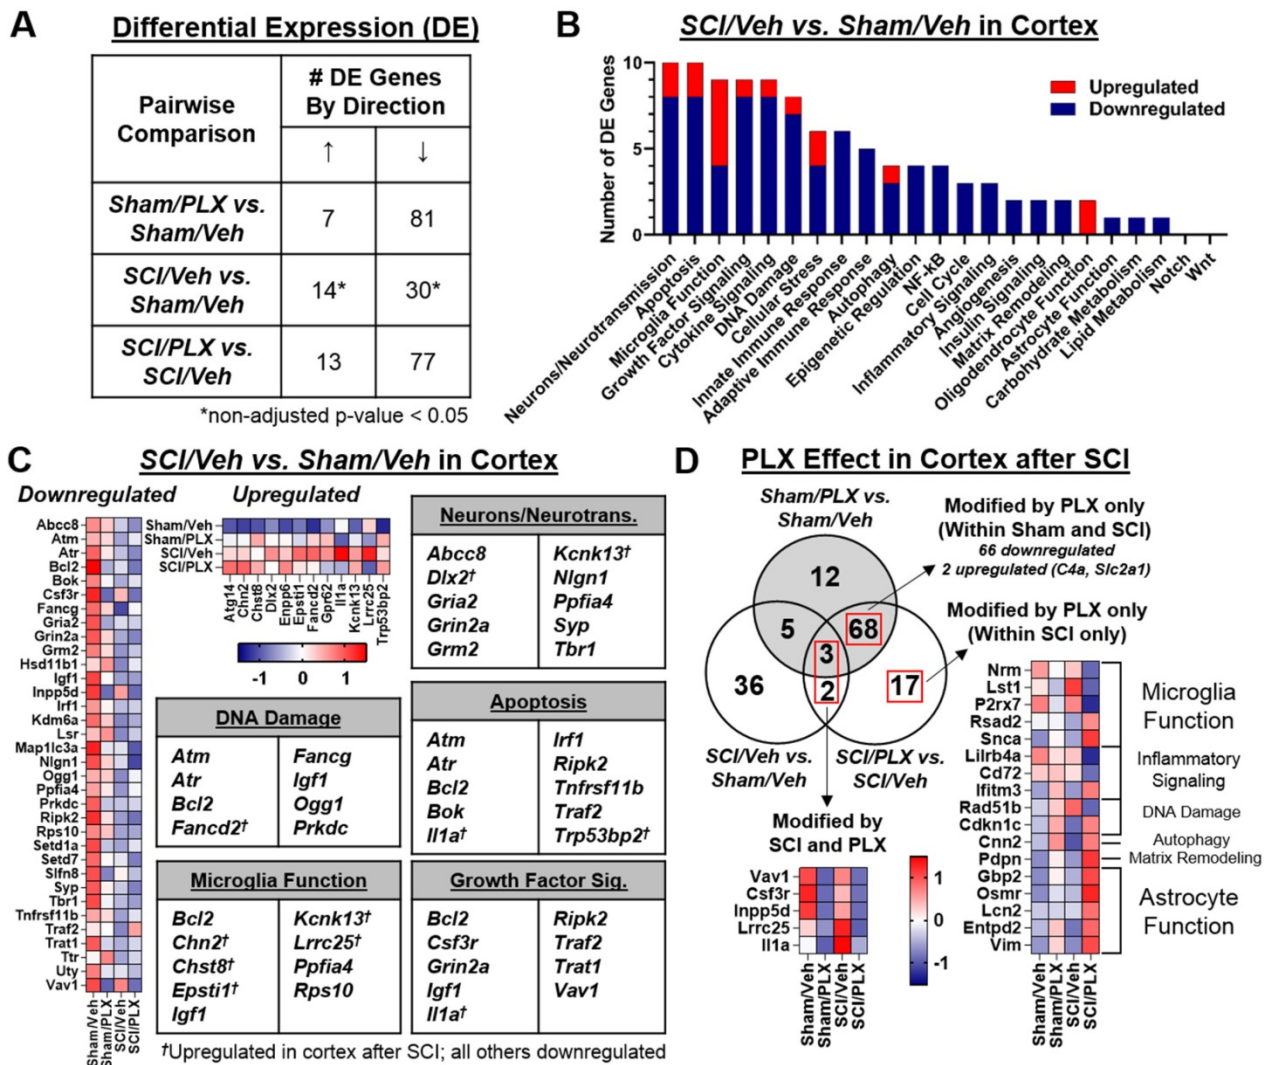 A
Differential Expression (DE)
Pairwise
Comparison
# DE Genes
By Direction
↑ ↓
Sham/PLX vs.
Sham/Veh
7 81
SCI/Veh vs.
Sham/Veh
14* 30*
SCI/PLX vs.
SCI/Veh
13 77
*non-adjusted p-value < 0.05
B
SCI/Veh vs. Sham/Veh in Cortex
Number of DE Genes
10
5
0
Upregulated
Downregulated
Neurons/Neurotransmission
Apoptosis
Microglia Function
Growth Factor Signaling
Cytokine Signaling
DNA Damage
Cellular Stress
Innate Immune Response
Adaptive Immune Response
Autophagy
Epigenetic Regulation
NF-kB
Cell Cycle
Inflammatory Signaling
Angiogenesis
Insulin Signaling
Matrix Remodeling
Oligodendrocyte Function
Astrocyte Function
Carbohydrate Metabolism
Lipid Metabolism
Notch
Wnt
C
SCI/Veh vs. Sham/Veh in Cortex
Downregulated
Abcc8
Atm
Atr
Bcl2
Bok
Csf3r
Fancg
Gria2
Grin2a
Grm2
Hsd11b1
Igf1
Inpp5d
Irf1
Kdm6a
Lsr
Map1lc3a
Nlgn1
Ogg1
Ppfia4
Prkdc
Ripk2
Rps10
Setd1a
Setd7
Slfn8
Syp
Tbr1
Tnfrsf11b
Traf2
Trat1
Ttr
Uty
Vav1
Sham/Veh
Sham/PLX
SCI/Veh
SCI/PLX
Upregulated
Sham/Veh
Sham/PLX
SCI/Veh
SCI/PLX
Atg14
Chn2
Chst8
Dlx2
Enpp6
Epsti1
Fancd2
Gpr62
Il1a
Kcnk13
Lrrc25
Trp53bp2
-1 0 1
Neurons/Neurotrans.
Abcc8 Kcnk13†
Dlx2† Nlgn1
Gria2 Ppfia4
Grin2a Syp
Grm2 Tbr1
DNA Damage
Atm Fancg
Atr Igf1
Bcl2 Ogg1
Fancd2† Prkdc
Apoptosis
Atm Irf1
Atr Ripk2
Bcl2 Tnfrsf11b
Bok Traf2
Il1a† Trp53bp2†
Microglia Function
Bcl2 Kcnk13†
Chn2† Lrrc25†
Chst8† Ppfia4
Epsti1† Rps10
Igf1
Growth Factor Sig.
Bcl2 Ripk2
Csf3r Traf2
Grin2a Trat1
Igf1 Vav1
Il1a†
†Upregulated in cortex after SCI; all others downregulated
D
PLX Effect in Cortex after SCI
Sham/PLX vs.
Sham/Veh
12
5
68
3
2
36
17
SCI/Veh vs.
Sham/Veh
SCI/PLX vs.
SCI/Veh
Modified by PLX only
(Within Sham and SCI)
66 downregulated
2 upregulated (C4a, Slc2a1)
Modified by PLX only
(Within SCI only)
Modified by
SCI and PLX
Vav1
Csf3r
Inpp5d
Lrrc25
Il1a
Sham/Veh
Sham/PLX
SCI/Veh
SCI/PLX
1
0
-1
Nrm
Lst1
P2rx7
Rsad2
Snca
Lilrb4a
Cd72
Ifitm3
Rad51b
Cdkn1c
Cnn2
Pdpn
Gbp2
Osmr
Lcn2
Entpd2
Vim
Sham/Veh
Sham/PLX
SCI/Veh
SCI/PLX
Microglia
Function
Inflammatory
Signaling
DNA Damage
Autophagy
Matrix Remodeling
Astrocyte
Function